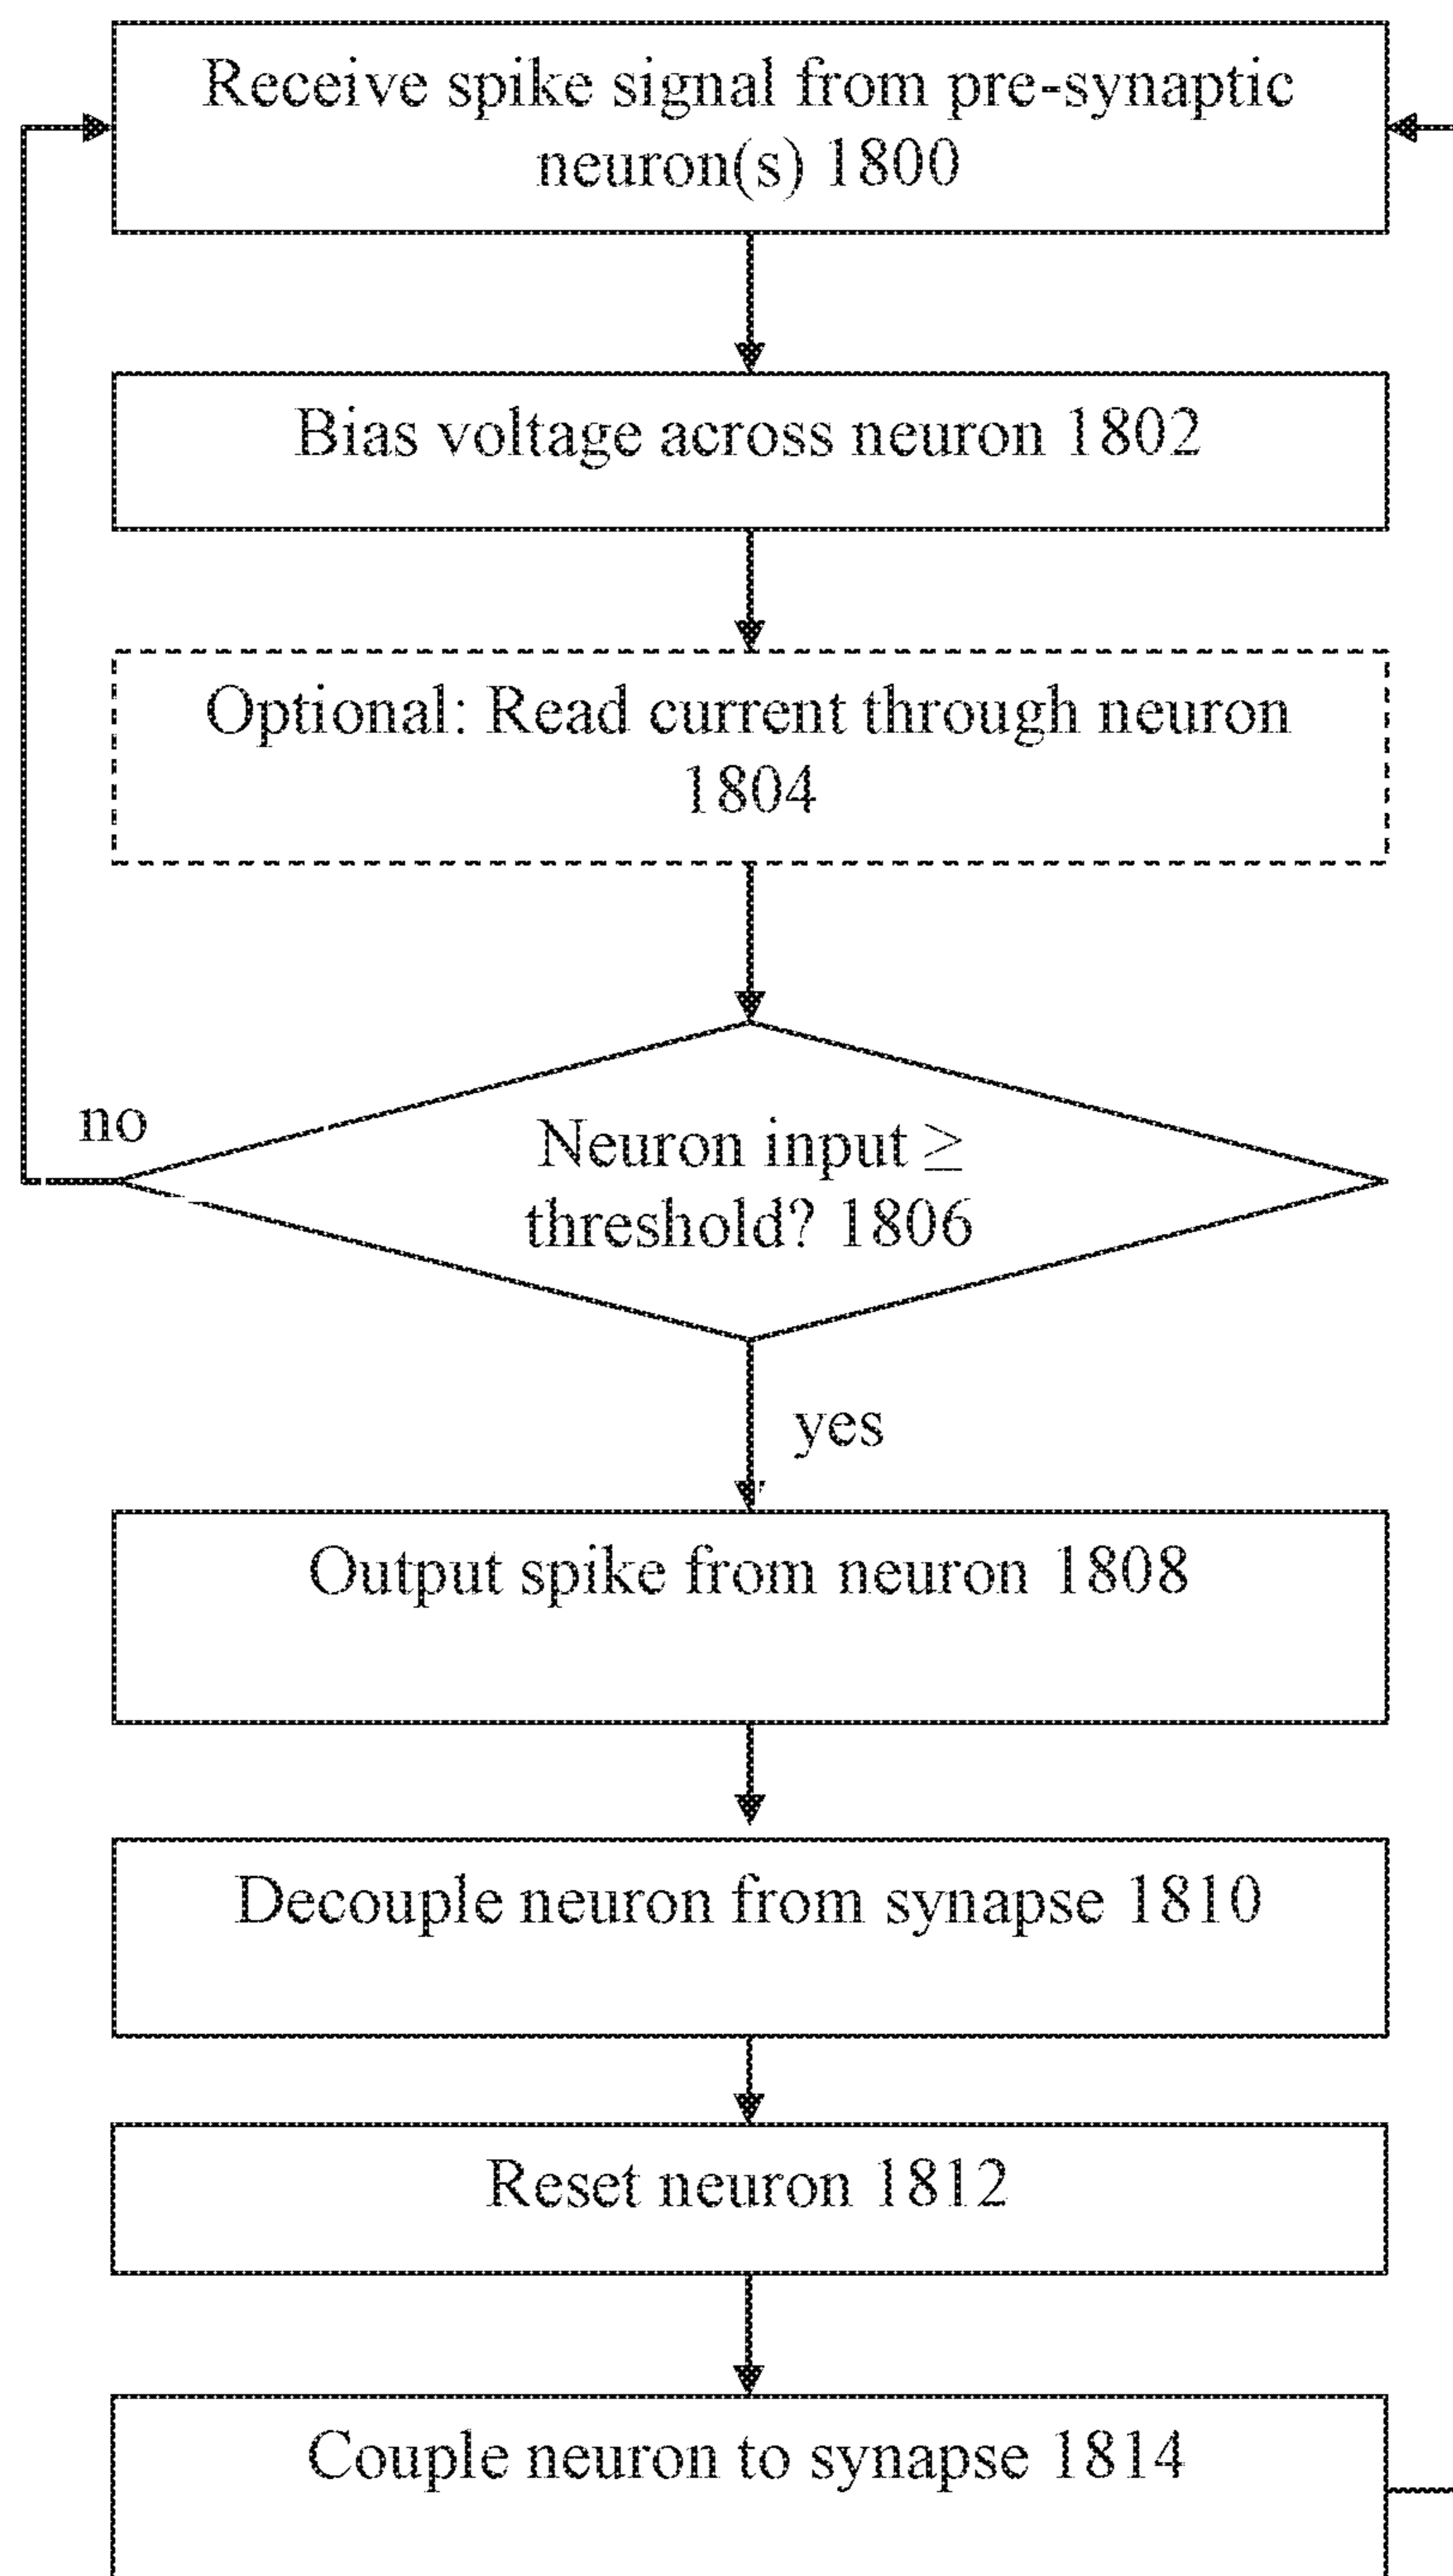 Receive spike signal from pre-synaptic
neuron(s) 1800
Bias voltage across neuron 1802
Optional: Read current through neuron
1804
no
Neuron input ≥
threshold? 1806
yes
Output spike from neuron 1808
Decouple neuron from synapse 1810
Reset neuron 1812
Couple neuron to synapse 1814